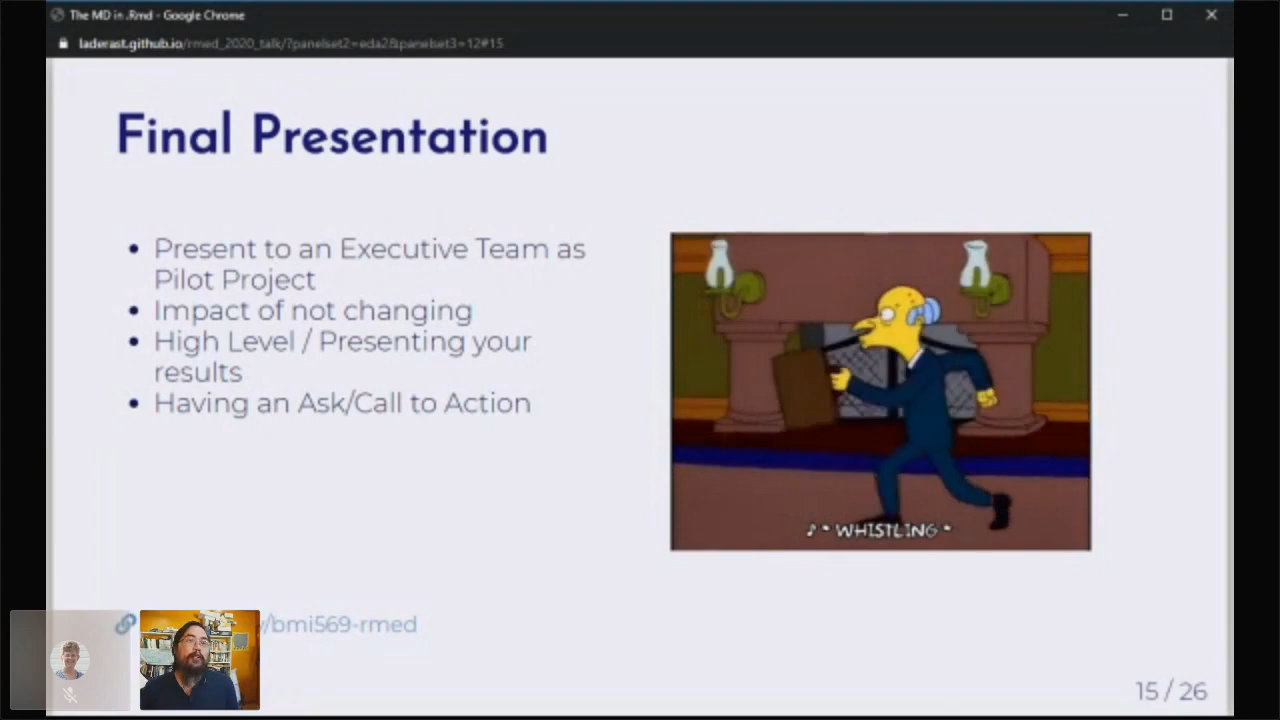 The MD in .Rmd - Google Chrome
laderast.github.io/rmed_2020_talk/?panelset2=eda2&panelset3=12#15
Final Presentation
• Present to an Executive Team as
Pilot Project
• Impact of not changing
• High Level / Presenting your
results
• Having an Ask/Call to Action
♪ * WHISTLING *
/bmi569-rmed
15 / 26